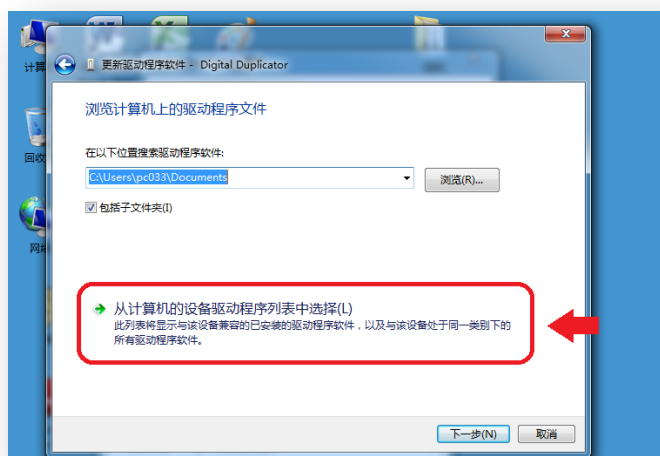 计算
回收
网络
更新驱动程序软件 - Digital Duplicator
浏览计算机上的驱动程序文件
在以下位置搜索驱动程序软件:
C:\Users\pc033\Documents
浏览(R)...
包括子文件夹(I)
从计算机的设备驱动程序列表中选择(L)
此列表将显示与该设备兼容的已安装的驱动程序软件，以及与该设备处于同一类别下的
所有驱动程序软件。
下一步(N)
取消